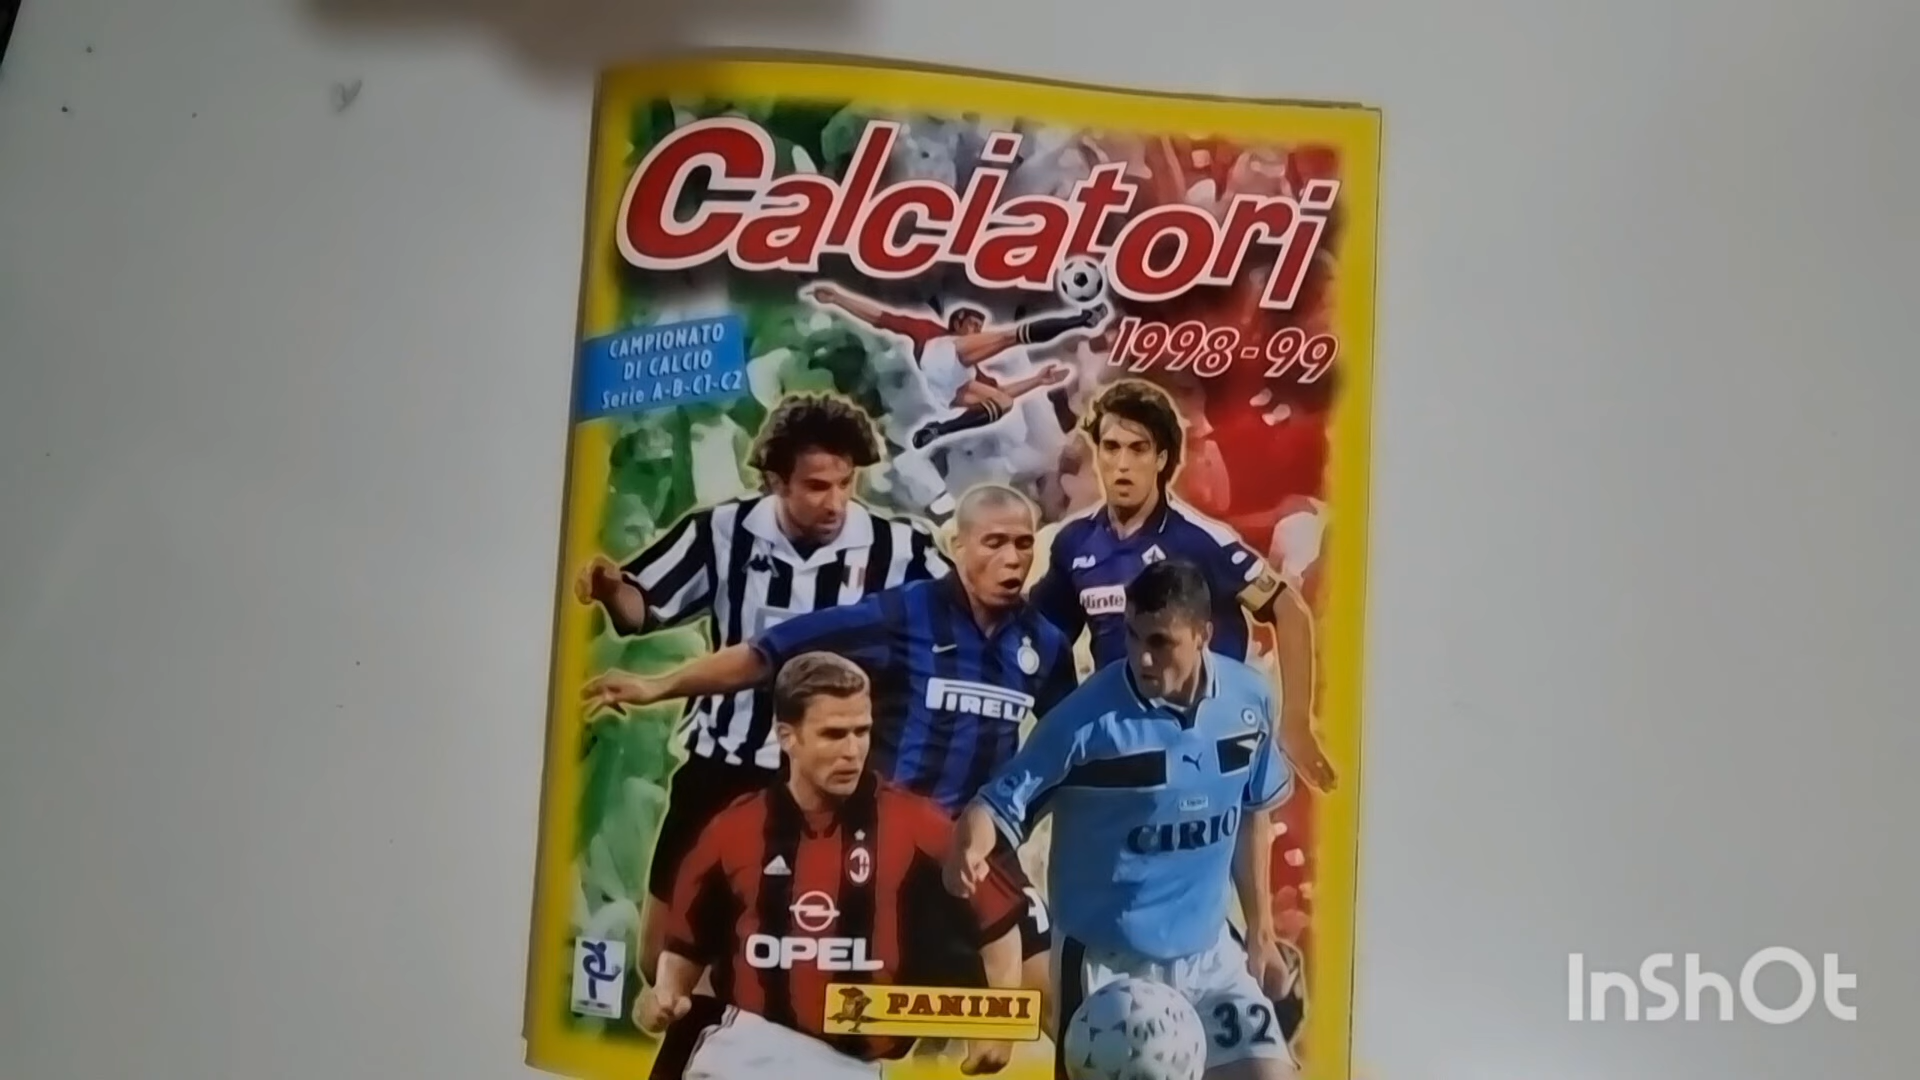 Calciatori
1998-99
CAMPIONATO
DI CALCIO
Serie A-B-C1-C2
FILA
PIRELLI
CIRIO
OPEL
PANINI
32
InShOt